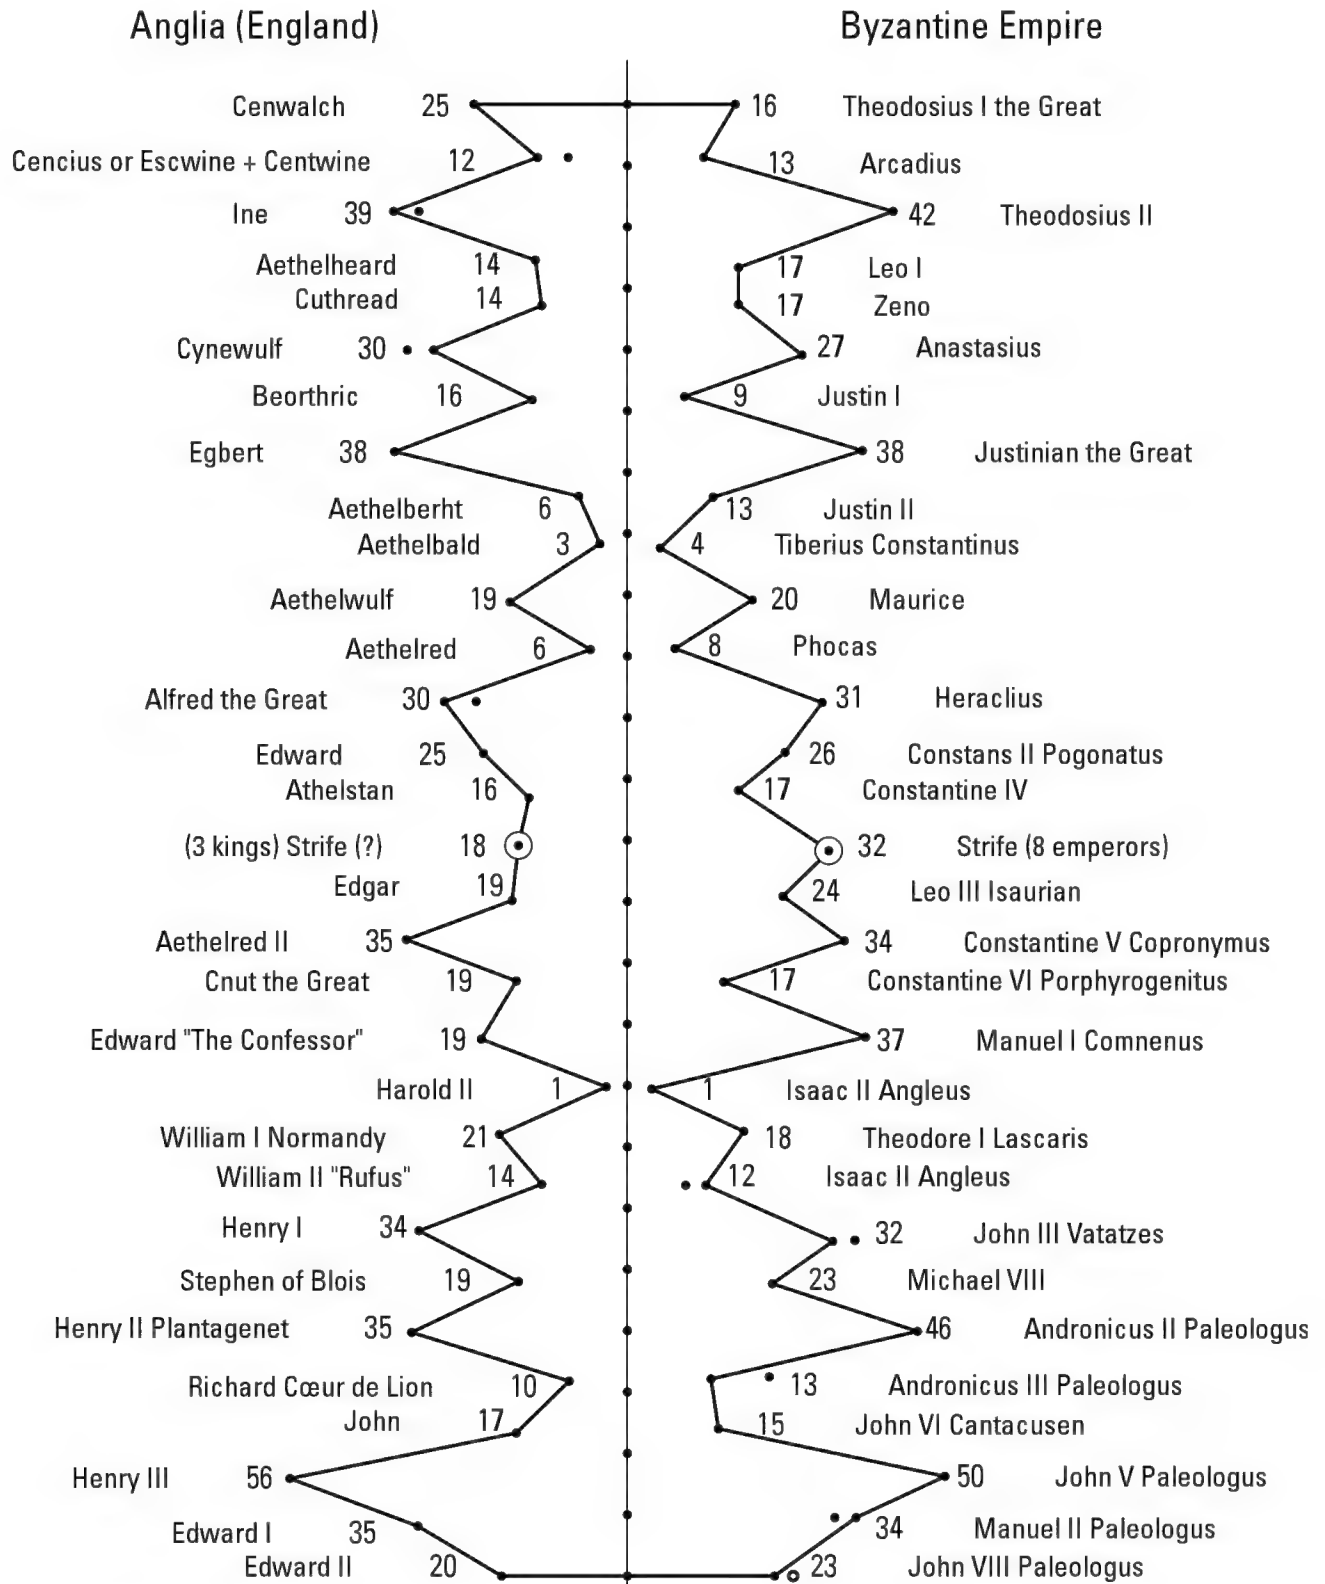 Anglia (England) Byzantine Empire
Cenwalch 25 16 Theodosius I the Great
Cencius or Escwine + Centwine 12 13 Arcadius
Ine 39 42 Theodosius II
Aethelheard 14 17 Leo I
Cuthread 14 17 Zeno
Cynewulf 30 27 Anastasius
Beorthric 16 9 Justin I
Egbert 38 38 Justinian the Great
Aethelberht 6 13 Justin II
Aethelbald 3 4 Tiberius Constantinus
Aethelwulf 19 20 Maurice
Aethelred 6 8 Phocas
Alfred the Great 30 31 Heraclius
Edward 25 26 Constans II Pogonatus
Athelstan 16 17 Constantine IV
(3 kings) Strife (?) 18 32 Strife (8 emperors)
Edgar 19 24 Leo III Isaurian
Aethelred II 35 34 Constantine V Copronymus
Cnut the Great 19 17 Constantine VI Porphyrogenitus
Edward "The Confessor" 19 37 Manuel I Comnenus
Harold II 1 1 Isaac II Angleus
William I Normandy 21 18 Theodore I Lascaris
William II "Rufus" 14 12 Isaac II Angleus
Henry I 34 32 John III Vatatzes
Stephen of Blois 19 23 Michael VIII
Henry II Plantagenet 35 46 Andronicus II Paleologus
Richard Cœur de Lion 10 13 Andronicus III Paleologus
John 17 15 John VI Cantacusen
Henry III 56 50 John V Paleologus
Edward I 35 34 Manuel II Paleologus
Edward II 20 23 John VIII Paleologus